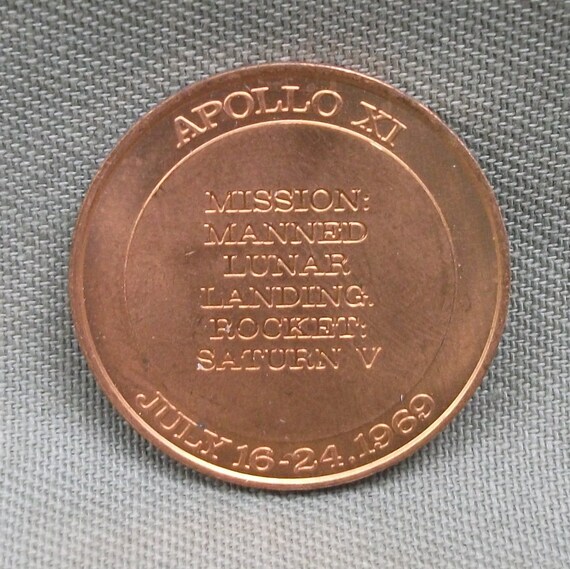 APOLLO XI
MISSION:
MANNED
LUNAR
LANDING.
ROCKET:
SATURN V
JULY 16-24, 1969